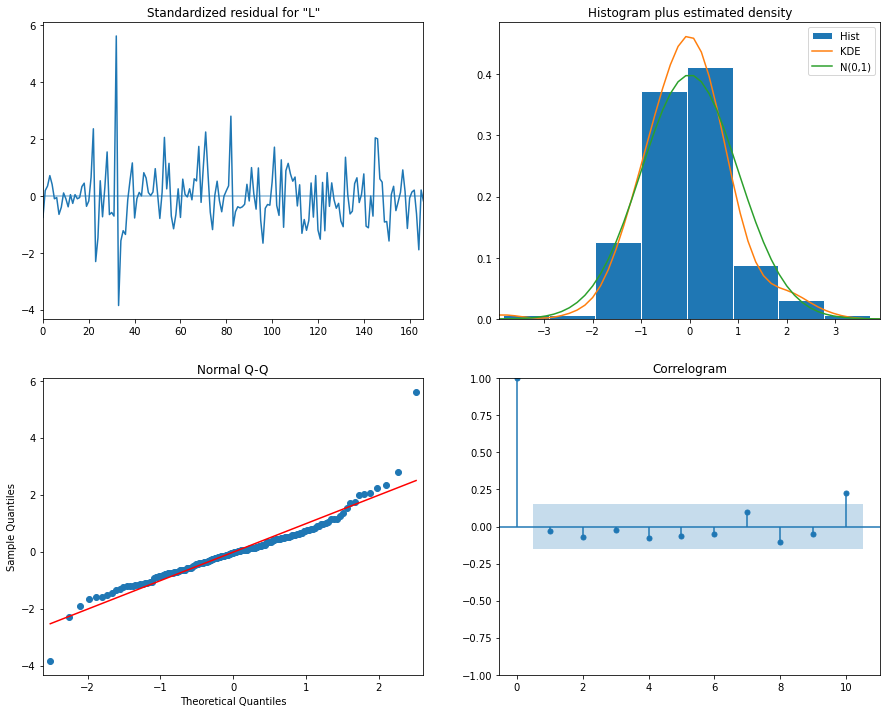 Standardized residual for "L"
6
4
2
0
−2
−4
0 20 40 60 80 100 120 140 160
Histogram plus estimated density
Hist
KDE
N(0,1)
0.4
0.3
0.2
0.1
0.0
−3 −2 −1 0 1 2 3
Normal Q-Q
Sample Quantiles
6
4
2
0
−2
−4
−2 −1 0 1 2
Theoretical Quantiles
Correlogram
1.00
0.75
0.50
0.25
0.00
−0.25
−0.50
−0.75
−1.00
0 2 4 6 8 10